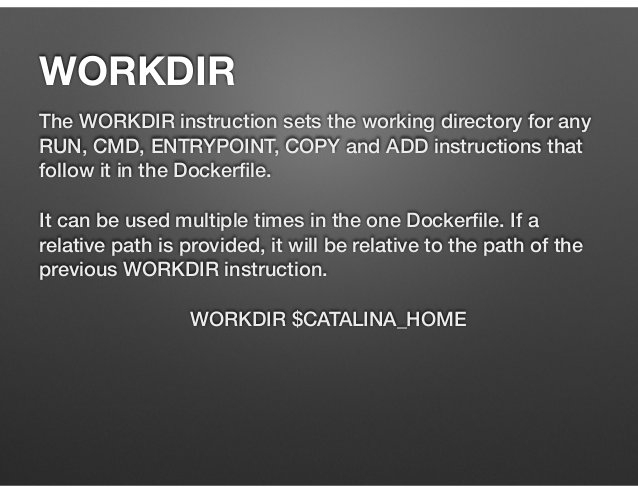 WORKDIR
The WORKDIR instruction sets the working directory for any
RUN, CMD, ENTRYPOINT, COPY and ADD instructions that
follow it in the Dockerfile.
It can be used multiple times in the one Dockerfile. If a
relative path is provided, it will be relative to the path of the
previous WORKDIR instruction.
WORKDIR $CATALINA_HOME